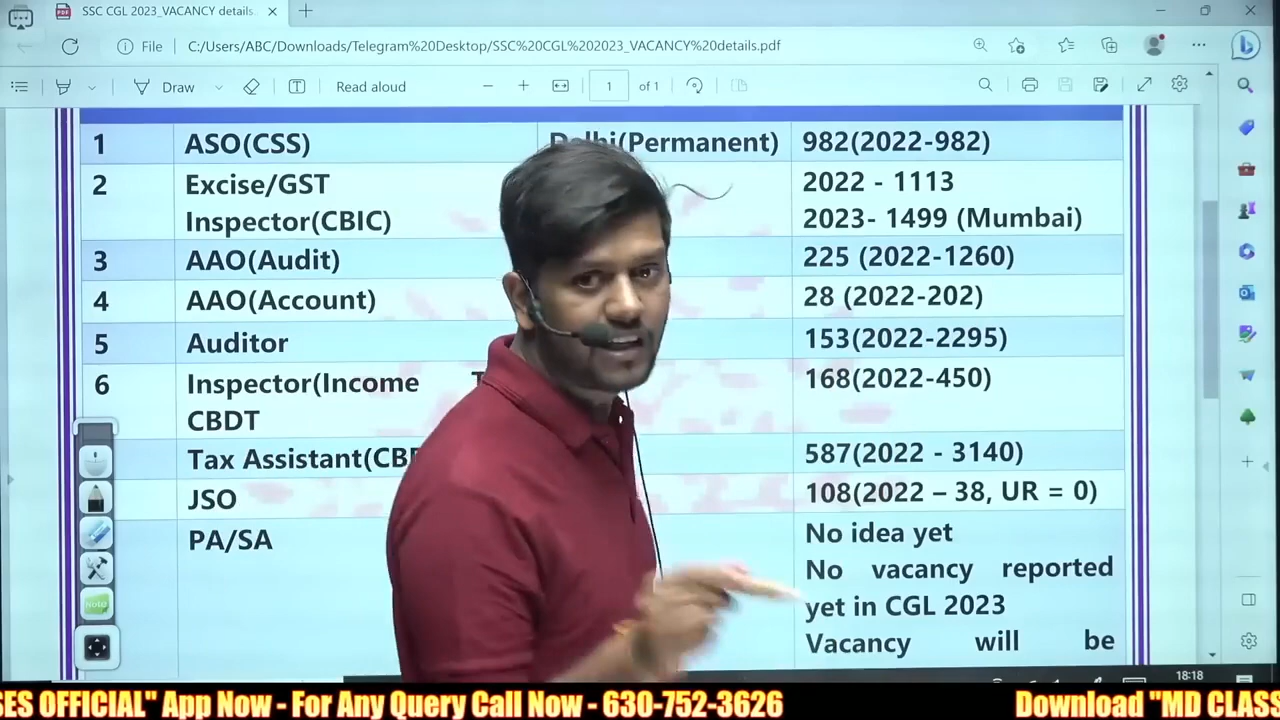 SSC CGL 2023_VACANCY details
File
C:/Users/ABC/Downloads/Telegram%20Desktop/SSC%20CGL%202023_VACANCY%20details.pdf
Draw
Read aloud
1
of 1
1 ASO(CSS) Delhi(Permanent) 982(2022-982)
2 Excise/GST 2022 - 1113
Inspector(CBIC) 2023- 1499 (Mumbai)
3 AAO(Audit) 225 (2022-1260)
4 AAO(Account) 28 (2022-202)
5 Auditor 153(2022-2295)
6 Inspector(Income 168(2022-450)
CBDT
Tax Assistant(CB 587(2022 - 3140)
JSO 108(2022 – 38, UR = 0)
PA/SA No idea yet
No vacancy reported
yet in CGL 2023
Vacancy will be
Note
18:18
SES OFFICIAL" App Now - For Any Query Call Now - 630-752-3626 Download "MD CLASS